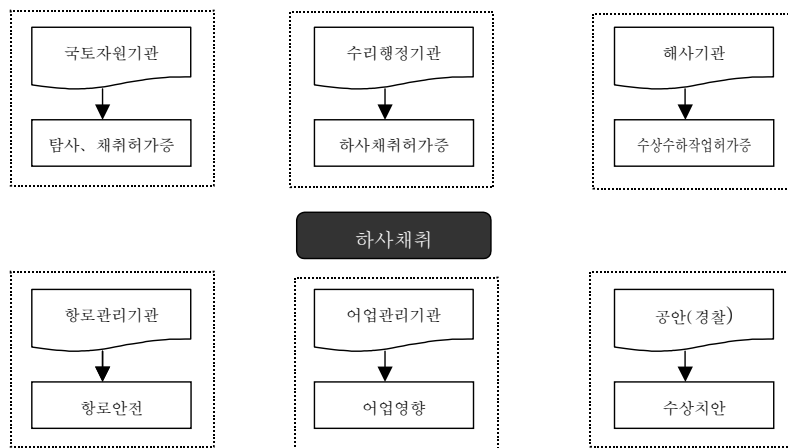 국토자원기관
수리행정기관
해사기관
탐사、채취허가증
하사채취허가증
수상수하작업허가증
하사채취
항로관리기관
어업관리기관
공안(경찰)
항로안전
어업영향
수상치안